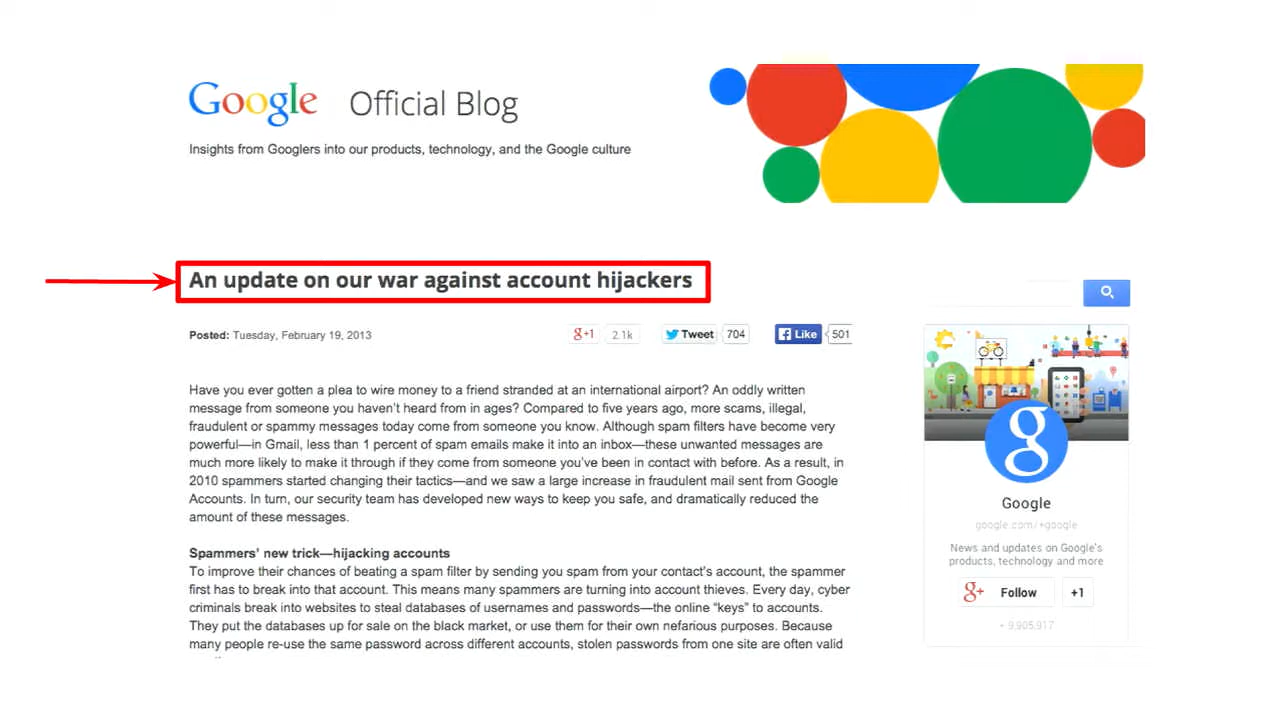 Google Official Blog
Insights from Googlers into our products, technology, and the Google culture
An update on our war against account hijackers
Posted: Tuesday, February 19, 2013
g+1 2.1k Tweet 704 Like 501
Have you ever gotten a plea to wire money to a friend stranded at an international airport? An oddly written
message from someone you haven't heard from in ages? Compared to five years ago, more scams, illegal,
fraudulent or spammy messages today come from someone you know. Although spam filters have become very
powerful—in Gmail, less than 1 percent of spam emails make it into an inbox—these unwanted messages are
much more likely to make it through if they come from someone you've been in contact with before. As a result, in
2010 spammers started changing their tactics—and we saw a large increase in fraudulent mail sent from Google
Accounts. In turn, our security team has developed new ways to keep you safe, and dramatically reduced the
amount of these messages.
Spammers' new trick—hijacking accounts
To improve their chances of beating a spam filter by sending you spam from your contact's account, the spammer
first has to break into that account. This means many spammers are turning into account thieves. Every day, cyber
criminals break into websites to steal databases of usernames and passwords—the online "keys" to accounts.
They put the databases up for sale on the black market, or use them for their own nefarious purposes. Because
many people re-use the same password across different accounts, stolen passwords from one site are often valid
g
Google
google.com/+google
News and updates on Google's
products, technology and more
g+ Follow +1
+ 9,905,917